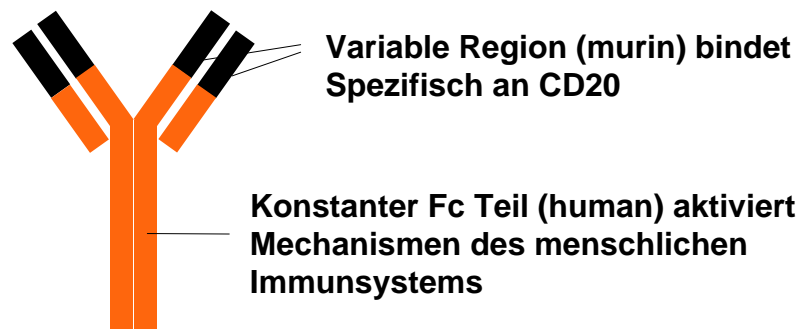 Variable Region (murin) bindet
Spezifisch an CD20
Konstanter Fc Teil (human) aktiviert
Mechanismen des menschlichen
Immunsystems